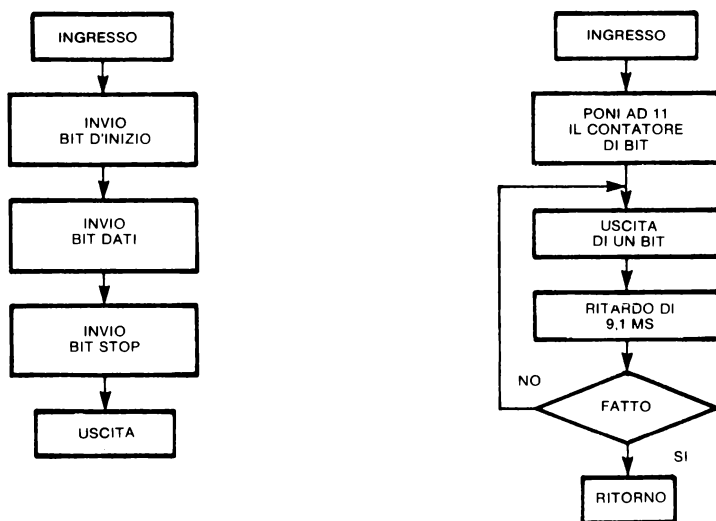 INGRESSO
INVIO
BIT D'INIZIO
INVIO
BIT DATI
INVIO
BIT STOP
USCITA
INGRESSO
PONI AD 11
IL CONTATORE
DI BIT
USCITA
DI UN BIT
RITARDO DI
9,1 MS
NO
FATTO
SI
RITORNO